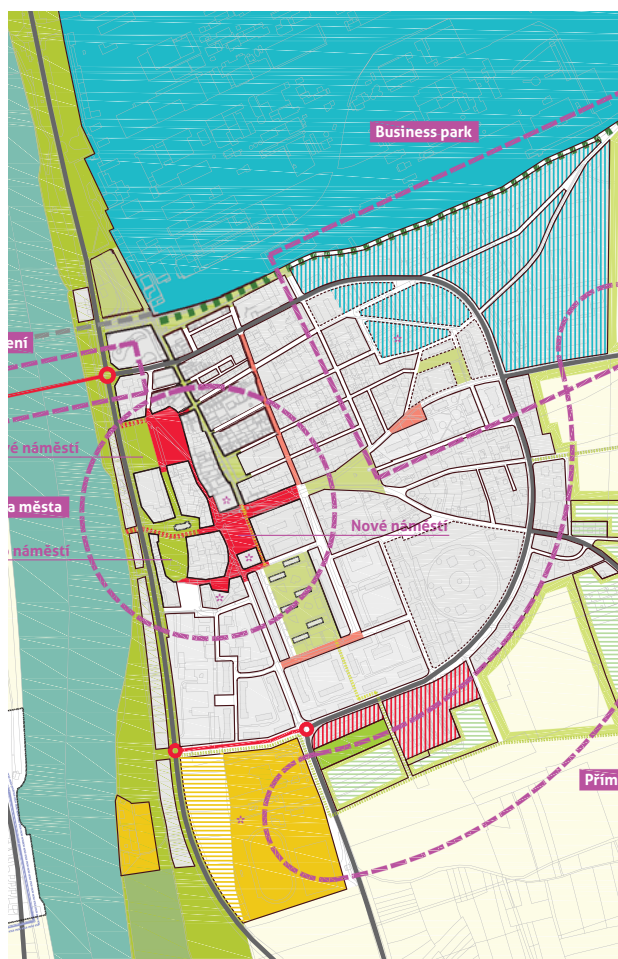 Business park
ení
vé náměstí
a města
Nové náměstí
náměstí
Přím